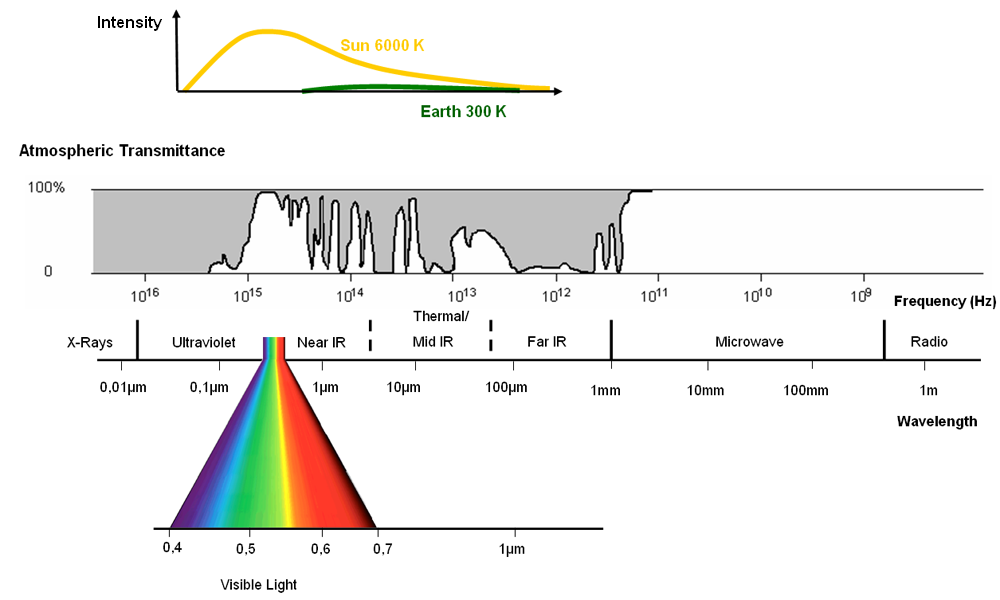 Intensity
Sun 6000 K
Earth 300 K
Atmospheric Transmittance
100%
0
10¹⁶ 10¹⁵ 10¹⁴ 10¹³ 10¹² 10¹¹ 10¹⁰ 10⁹ Frequency (Hz)
Thermal/
X-Rays Ultraviolet Near IR Mid IR Far IR Microwave Radio
0.01µm 0,1µm 1µm 10µm 100µm 1mm 10mm 100mm 1m
Wavelength
0,4 0,5 0,6 0,7 1µm
Visible Light